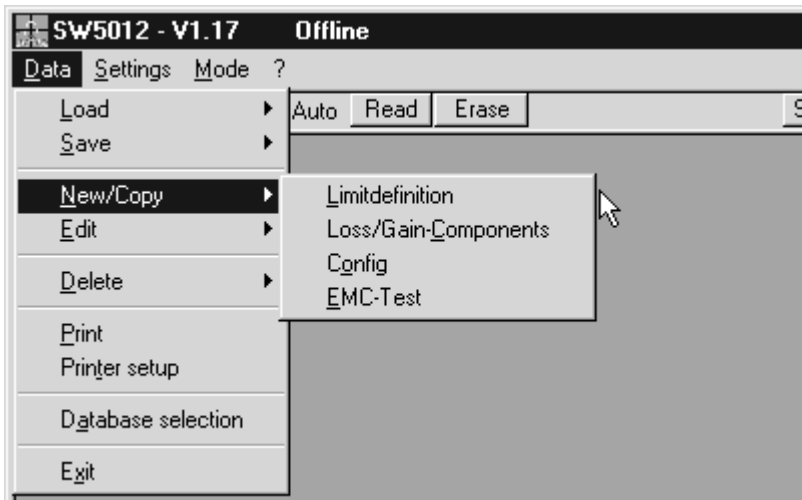 SW5012 - V1.17 Offline
Data Settings Mode ?
Auto Read Erase S
Load
Save
New/Copy
Edit
Delete
Print
Printer setup
Database selection
Exit
Limitdefinition
Loss/Gain-Components
Config
EMC-Test